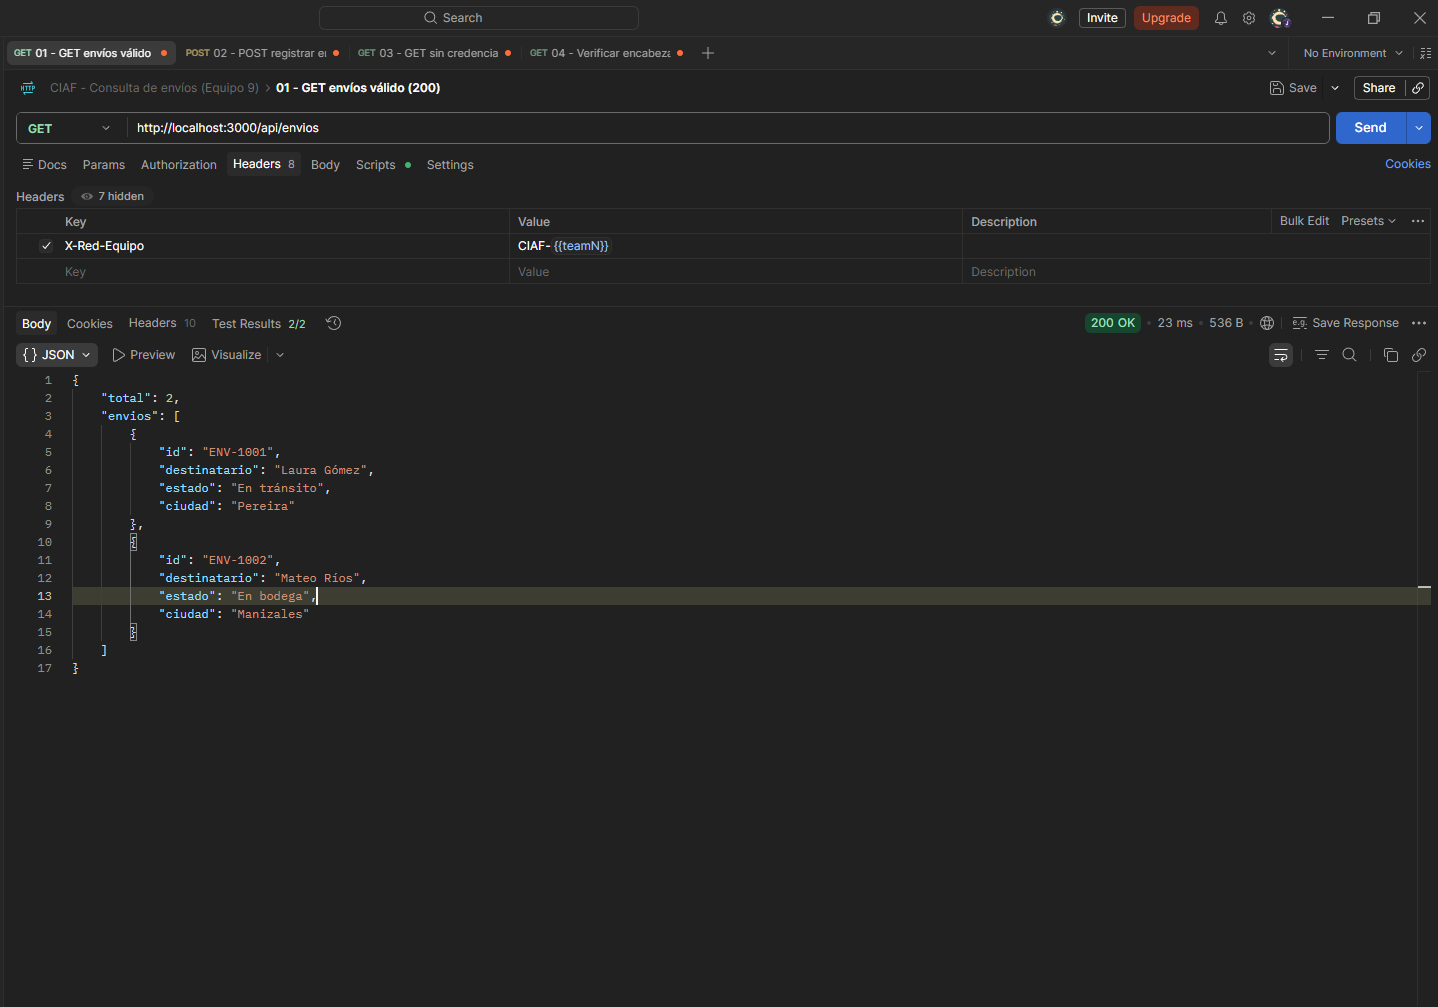 Search
Invite
Upgrade
GET 01 - GET envíos válido
POST 02 - POST registrar er
GET 03 - GET sin credencia
GET 04 - Verificar encabeza
No Environment
HTTP CIAF - Consulta de envíos (Equipo 9) > 01 - GET envíos válido (200)
Save
Share
GET
http://localhost:3000/api/envios
Send
Docs Params Authorization Headers 8 Body Scripts Settings
Cookies
Headers 7 hidden
Key Value Description Bulk Edit Presets
X-Red-Equipo CIAF-{{teamN}}
Key Value Description
Body Cookies Headers 10 Test Results 2/2
200 OK 23 ms 536 B e.g. Save Response
{} JSON Preview Visualize
1 {
2 "total": 2,
3 "envios": [
4 {
5 "id": "ENV-1001",
6 "destinatario": "Laura Gómez",
7 "estado": "En tránsito",
8 "ciudad": "Pereira"
9 },
10 {
11 "id": "ENV-1002",
12 "destinatario": "Mateo Ríos",
13 "estado": "En bodega",
14 "ciudad": "Manizales"
15 }
16 ]
17 }